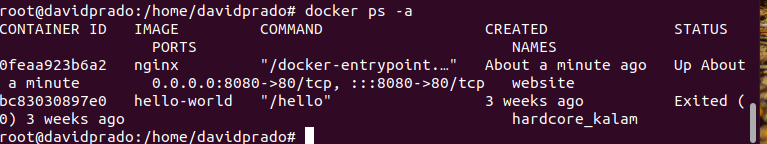 root@davidprado:/home/davidprado# docker ps -a
CONTAINER ID IMAGE COMMAND CREATED STATUS
PORTS NAMES
0feaa923b6a2 nginx "/docker-entrypoint.…" About a minute ago Up Abou
t a minute 0.0.0.0:8080->80/tcp, :::8080->80/tcp website
bc83030897e0 hello-world "/hello" 3 weeks ago Exited (
0) 3 weeks ago hardcore_kalam
root@davidprado:/home/davidprado#